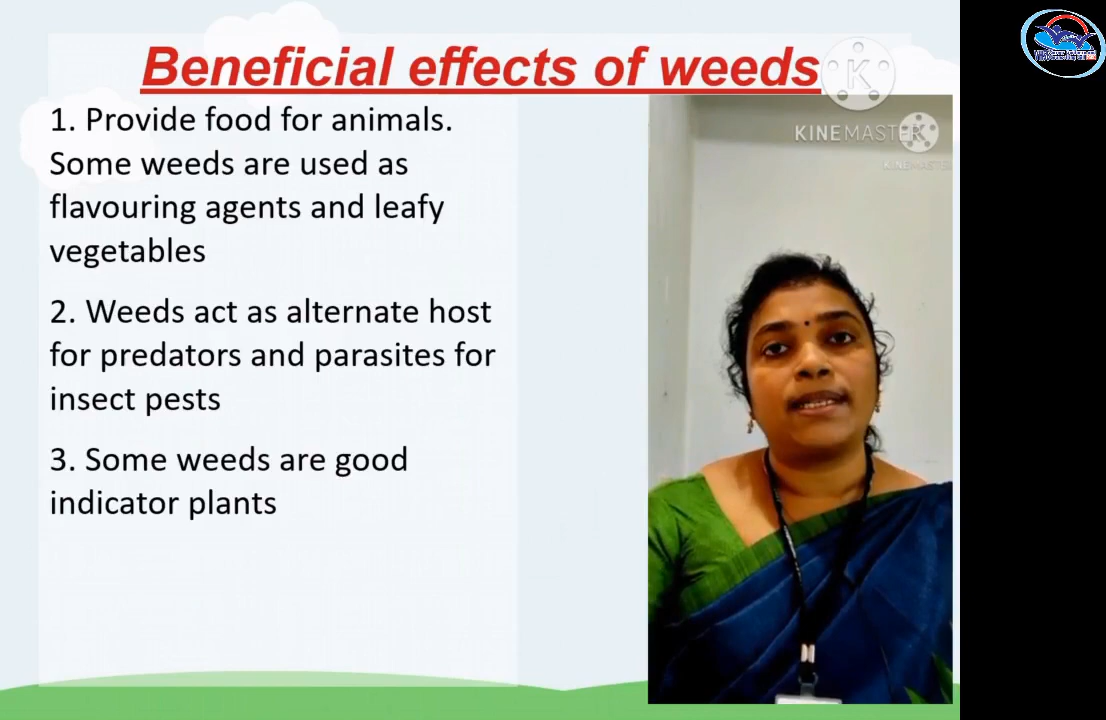 Beneficial effects of weeds
1. Provide food for animals.
Some weeds are used as
flavouring agents and leafy
vegetables
2. Weeds act as alternate host
for predators and parasites for
insect pests
3. Some weeds are good
indicator plants
K
KINEMASTER
KINEMASTER